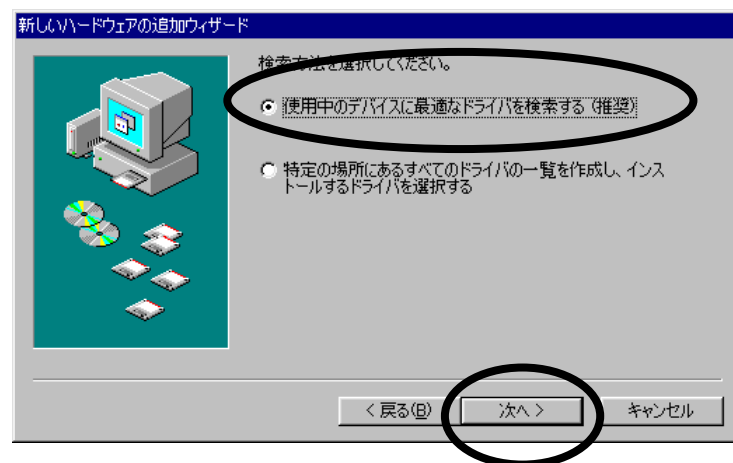 新しいハードウェアの追加ウィザード
検索方法を選択してください。
使用中のデバイスに最適なドライバを検索する (推奨)
特定の場所にあるすべてのドライバの一覧を作成し、インス
トールするドライバを選択する
< 戻る(B)
次へ >
キャンセル